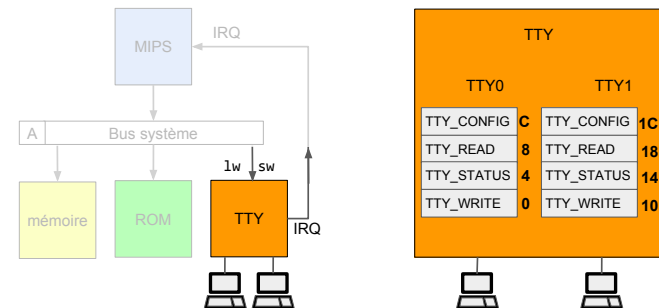 MIPS
IRQ
A
Bus système
lw sw
mémoire
ROM
TTY
IRQ
TTY
TTY0
TTY1
TTY_CONFIG C
TTY_READ 8
TTY_STATUS 4
TTY_WRITE 0
TTY_CONFIG 1C
TTY_READ 18
TTY_STATUS 14
TTY_WRITE 10